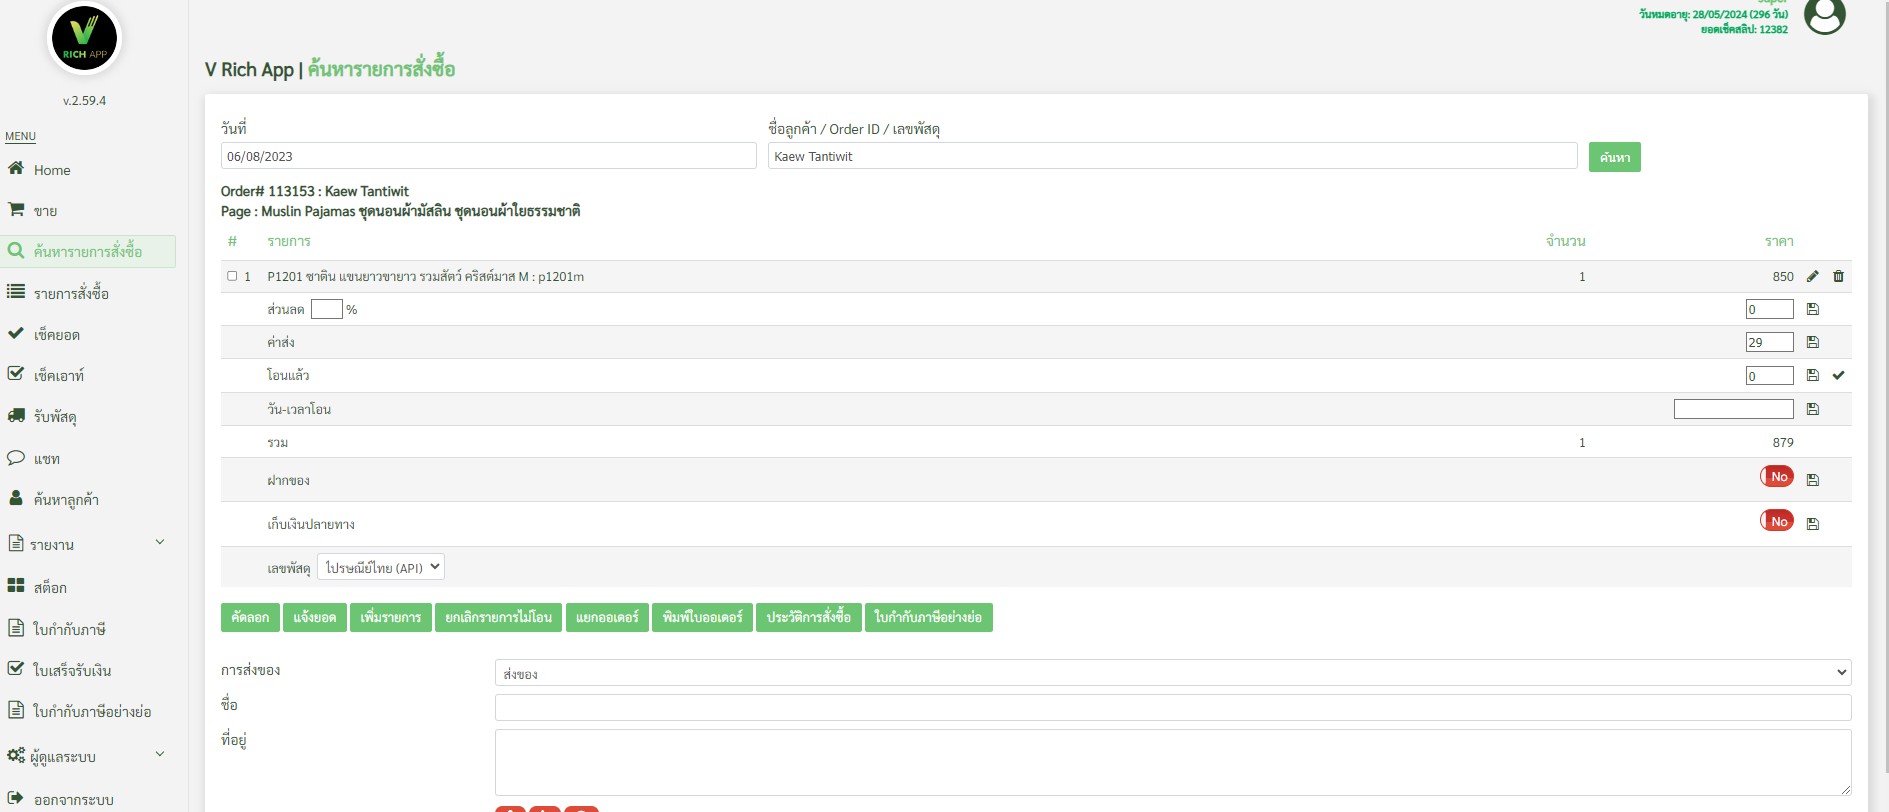 V
RICH APP
v.2.59.4
MENU
Home
ขาย
ค้นหารายการสั่งซื้อ
รายการสั่งซื้อ
เช็คยอด
เช็คเอาท์
รับพัสดุ
แชท
ค้นหาลูกค้า
รายงาน
สต็อก
ใบกำกับภาษี
ใบเสร็จรับเงิน
ใบกำกับภาษีอย่างย่อ
ผู้ดูแลระบบ
ออกจากระบบ
super
วันหมดอายุ: 28/05/2024 (296 วัน)
ยอดเช็คสลิป: 12382
V Rich App | ค้นหารายการสั่งซื้อ
วันที่ ชื่อลูกค้า / Order ID / เลขพัสดุ
06/08/2023 Kaew Tantiwit ค้นหา
Order# 113153 : Kaew Tantiwit
Page : Muslin Pajamas ชุดนอนผ้ามัสลิน ชุดนอนผ้าใยธรรมชาติ
# รายการ จำนวน ราคา
1 P1201 ซาติน แขนยาวขายาว รวมสัตว์ คริสต์มาส M : p1201m 1 850
ส่วนลด % 0
ค่าส่ง 29
โอนแล้ว 0
วัน-เวลาโอน
รวม 1 879
ฝากของ No
เก็บเงินปลายทาง No
เลขพัสดุ ไปรษณีย์ไทย (API)
คัดลอก แจ้งยอด เพิ่มรายการ ยกเลิกรายการไม่โอน แยกออเดอร์ พิมพ์ใบออเดอร์ ประวัติการสั่งซื้อ ใบกำกับภาษีอย่างย่อ
การส่งของ ส่งของ
ชื่อ
ที่อยู่